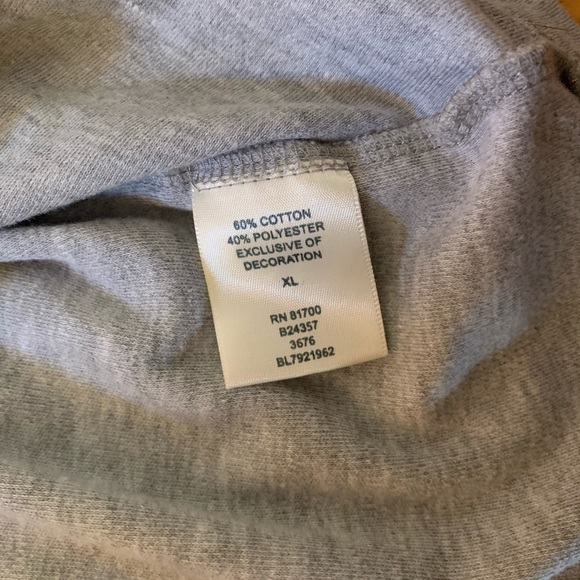 60% COTTON
40% POLYESTER
EXCLUSIVE OF
DECORATION
XL
RN 81700
B24357
3676
BL7921962